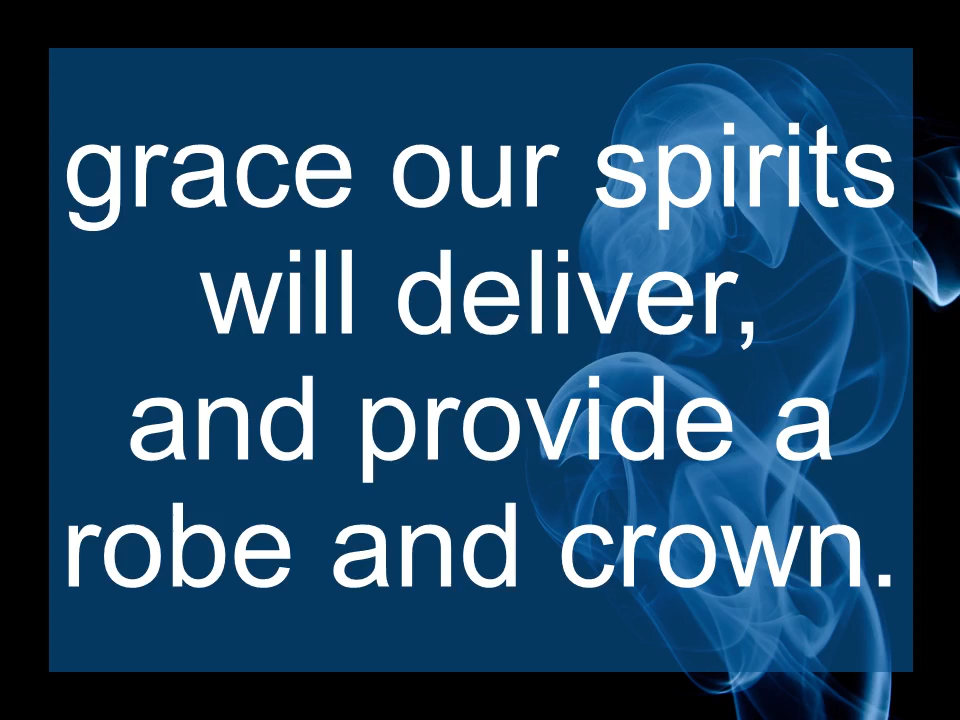 grace our spirits
will deliver,
and provide a
robe and crown.